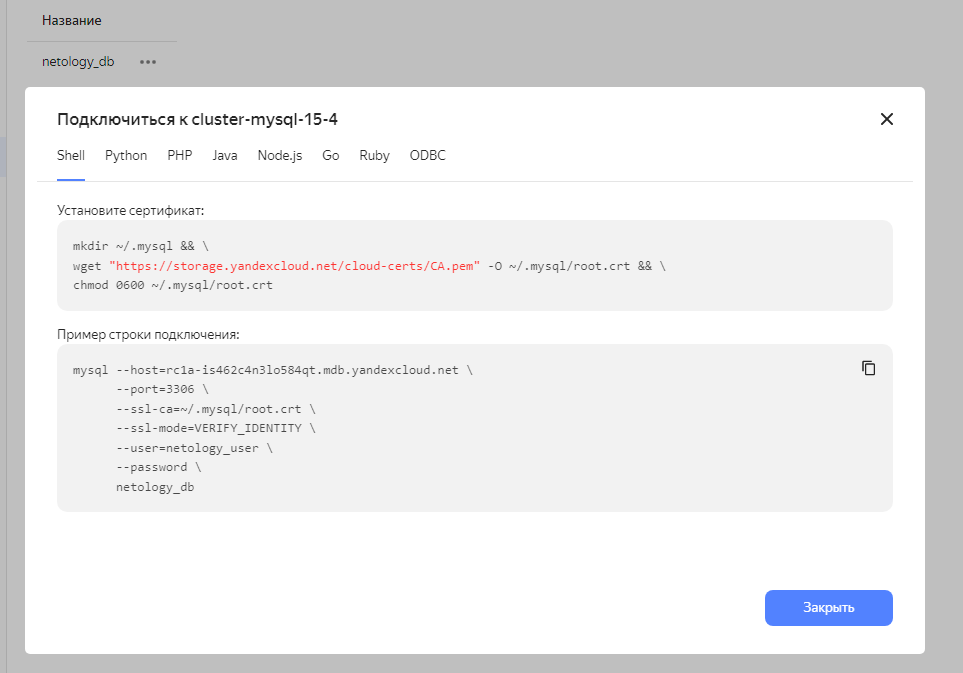 Название
netology_db •••
Подключиться к cluster-mysql-15-4
Shell Python PHP Java Node.js Go Ruby ODBC
Установите сертификат:
mkdir ~/.mysql && \
wget "https://storage.yandexcloud.net/cloud-certs/CA.pem" -O ~/.mysql/root.crt && \
chmod 0600 ~/.mysql/root.crt
Пример строки подключения:
mysql --host=rc1a-is462c4n3lo584qt.mdb.yandexcloud.net \
--port=3306 \
--ssl-ca=~/.mysql/root.crt \
--ssl-mode=VERIFY_IDENTITY \
--user=netology_user \
--password \
netology_db
Закрыть